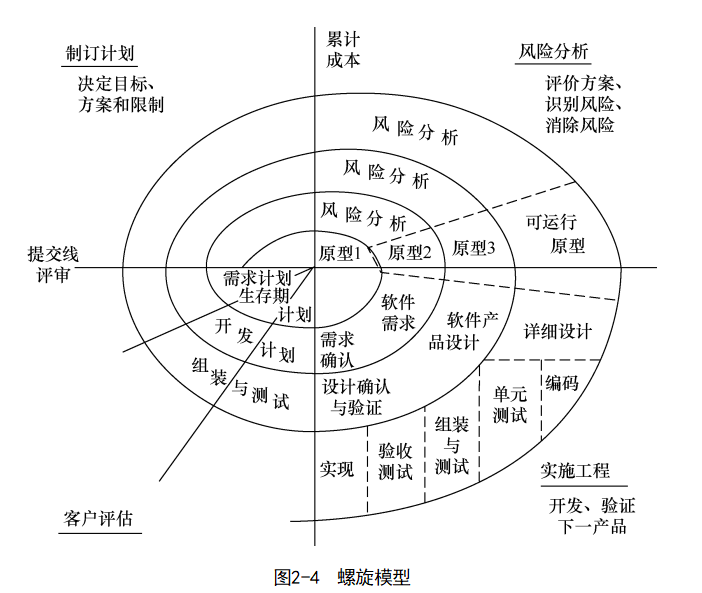 制订计划
决定目标、
方案和限制
累计
成本
风险分析
评价方案、
识别风险、
消除风险
风险分析
风险分析
风险分析
可运行
原型
原型1
原型2
原型3
提交线
评审
需求计划
生存期
计划
开发
计划
组装
与测试
需求
确认
软件
需求
软件产
品设计
详细设计
设计确认
与验证
单元
测试
编码
组装
与
测试
验收
测试
实现
实施工程
开发、验证
下一产品
客户评估
图2-4 螺旋模型